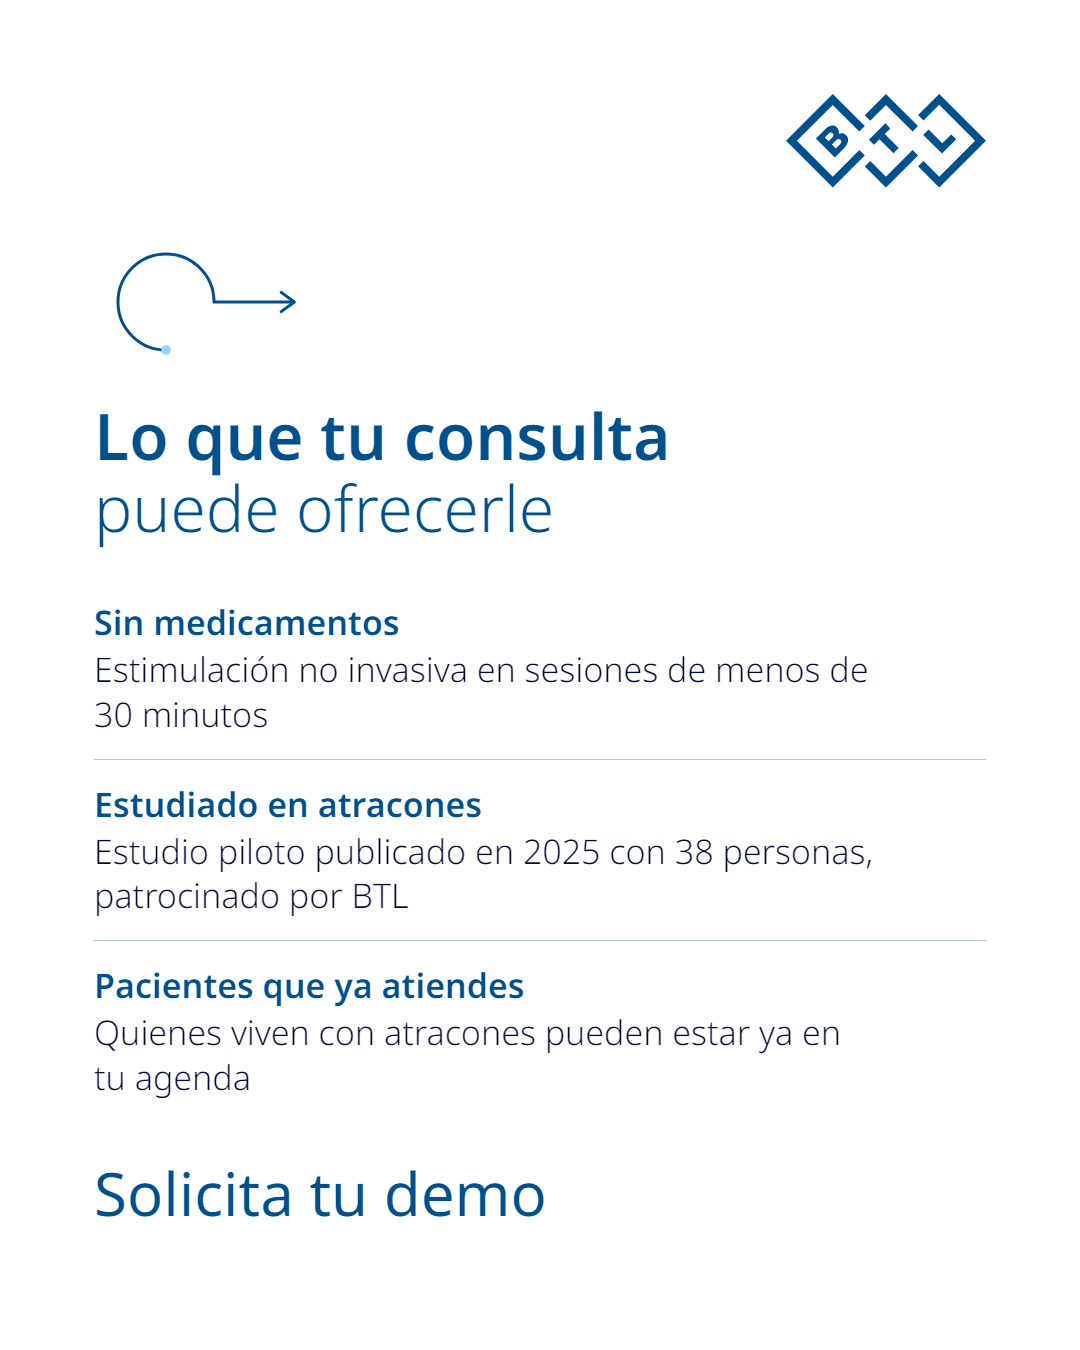 BTL
Lo que tu consulta
puede ofrecerle
Sin medicamentos
Estimulación no invasiva en sesiones de menos de
30 minutos
Estudiado en atracones
Estudio piloto publicado en 2025 con 38 personas,
patrocinado por BTL
Pacientes que ya atiendes
Quienes viven con atracones pueden estar ya en
tu agenda
Solicita tu demo